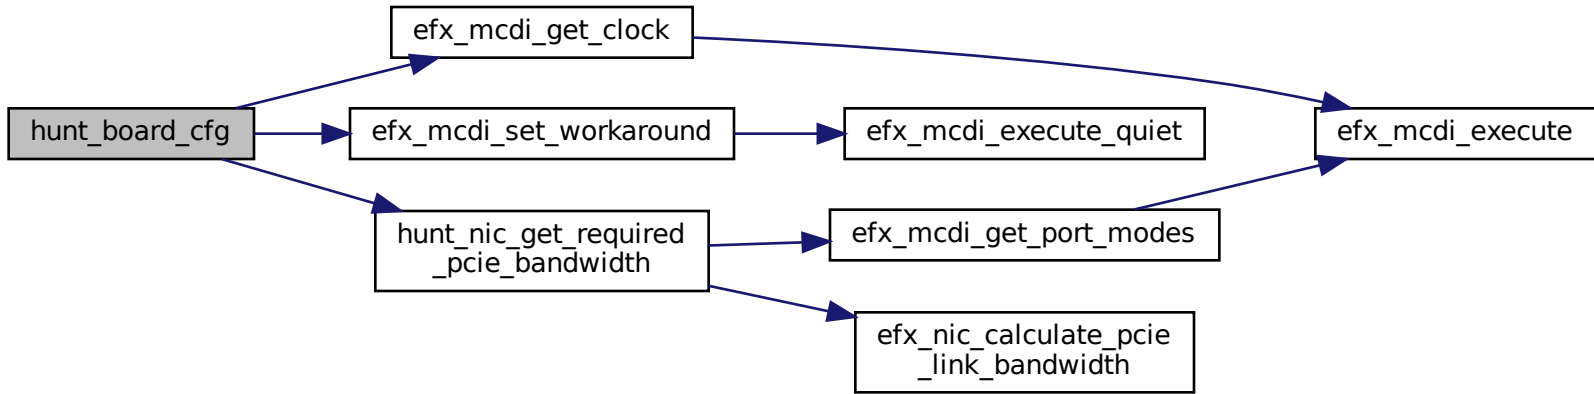 efx_mcdi_get_clock
hunt_board_cfg
efx_mcdi_set_workaround
efx_mcdi_execute_quiet
efx_mcdi_execute
hunt_nic_get_required
_pcie_bandwidth
efx_mcdi_get_port_modes
efx_nic_calculate_pcie
_link_bandwidth